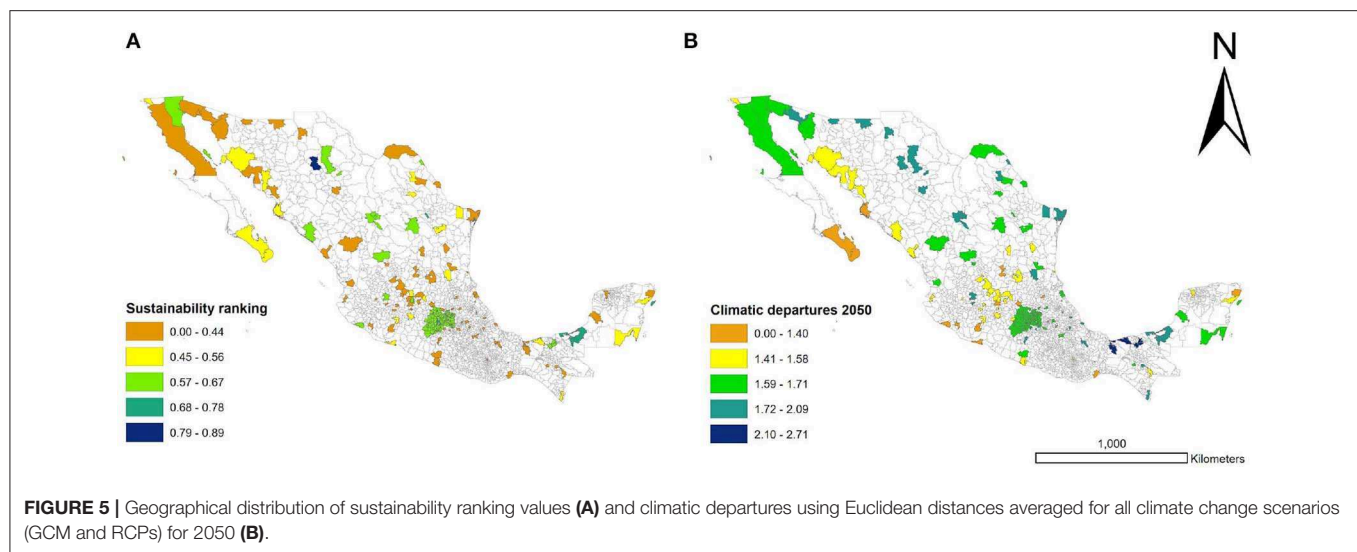 A
B
N
Sustainability ranking
0.00 - 0.44
0.45 - 0.56
0.57 - 0.67
0.68 - 0.78
0.79 - 0.89
Climatic departures 2050
0.00 - 1.40
1.41 - 1.58
1.59 - 1.71
1.72 - 2.09
2.10 - 2.71
1,000
Kilometers
FIGURE 5 | Geographical distribution of sustainability ranking values (A) and climatic departures using Euclidean distances averaged for all climate change scenarios
(GCM and RCPs) for 2050 (B).